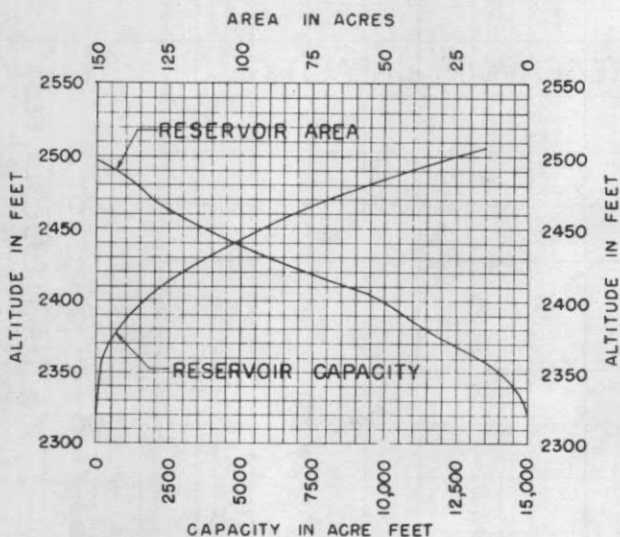 AREA IN ACRES
150 125 100 75 50 25 0
2550 2550
RESERVOIR AREA
2500 2500
2450 2450
2400 2400
2350 2350
RESERVOIR CAPACITY
2300 2300
ALTITUDE IN FEET
ALTITUDE IN FEET
0 2500 5000 7500 10,000 12,500 15,000
CAPACITY IN ACRE FEET